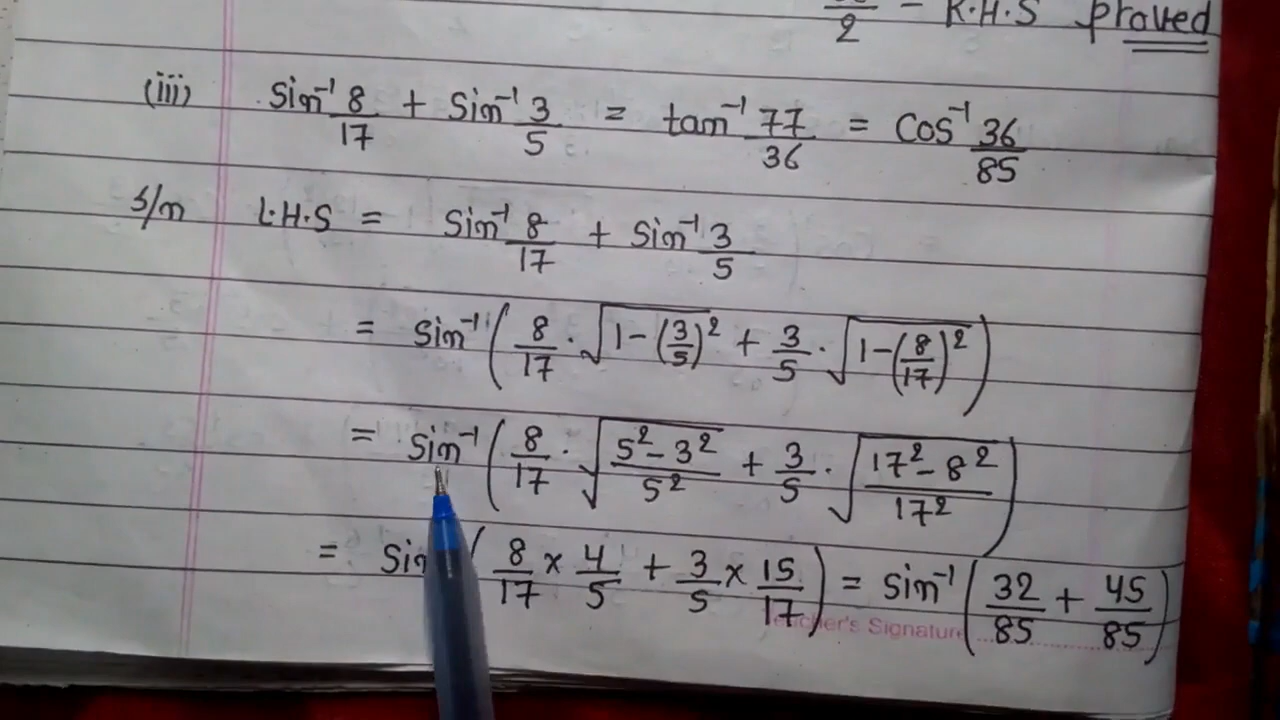 /2 - R.H.S proved
(iii) Sin⁻¹ 8/17 + Sin⁻¹ 3/5 = tan⁻¹ 77/36 = Cos⁻¹ 36/85
s/n L.H.S = Sin⁻¹ 8/17 + Sin⁻¹ 3/5
= Sin⁻¹ ( 8/17 . √(1-(3/5)²) + 3/5 . √(1-(8/17)²) )
= Sin⁻¹ ( 8/17 . √((5²-3²)/5²) + 3/5 . √((17²-8²)/17²) )
= Sin ( 8/17 × 4/5 + 3/5 × 15/17 ) = Sin⁻¹ ( 32/85 + 45/85 )
Teacher's Signature